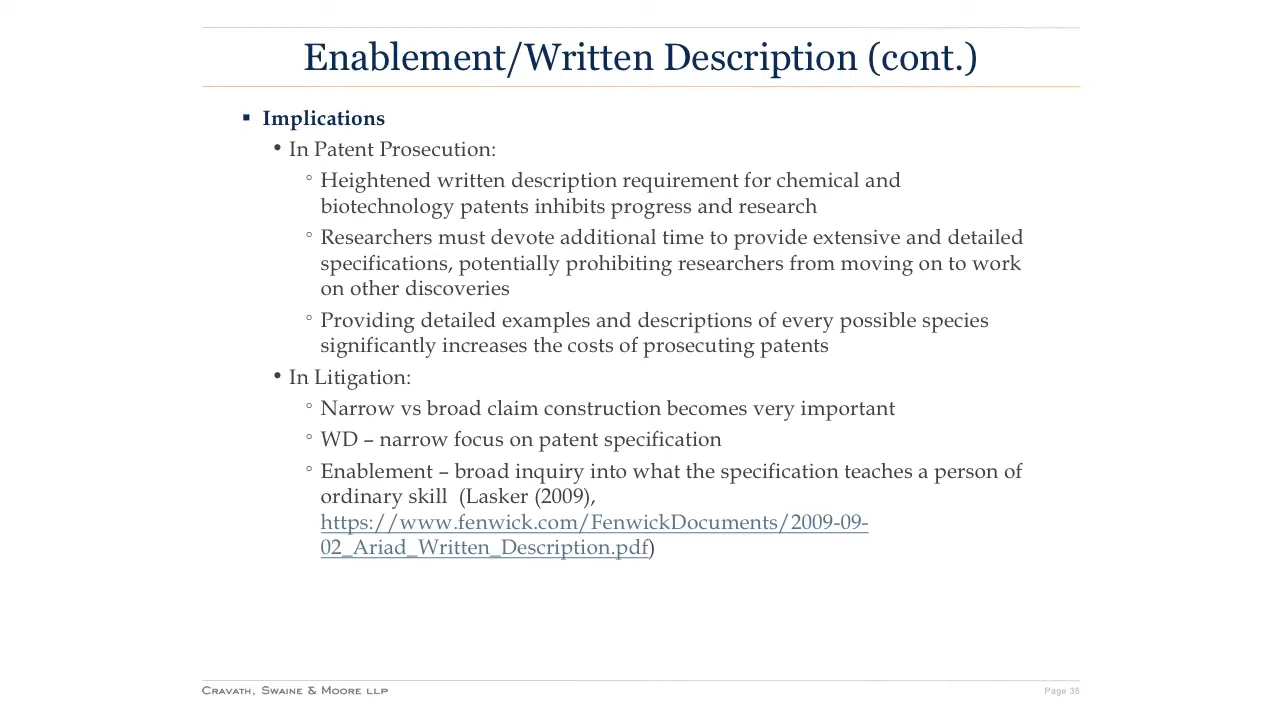 Enablement/Written Description (cont.)
▪ Implications
• In Patent Prosecution:
◦ Heightened written description requirement for chemical and
biotechnology patents inhibits progress and research
◦ Researchers must devote additional time to provide extensive and detailed
specifications, potentially prohibiting researchers from moving on to work
on other discoveries
◦ Providing detailed examples and descriptions of every possible species
significantly increases the costs of prosecuting patents
• In Litigation:
◦ Narrow vs broad claim construction becomes very important
◦ WD – narrow focus on patent specification
◦ Enablement – broad inquiry into what the specification teaches a person of
ordinary skill  (Lasker (2009),
https://www.fenwick.com/FenwickDocuments/2009-09-
02_Ariad_Written_Description.pdf)
Cravath, Swaine & Moore LLP
Page 35